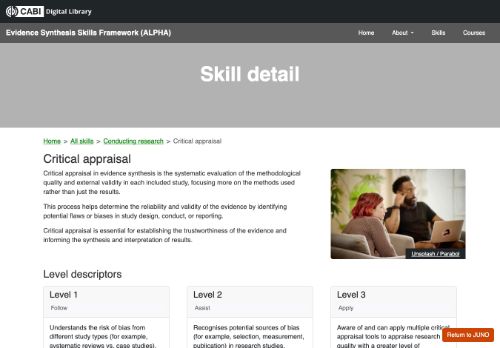 CABI Digital Library
Evidence Synthesis Skills Framework (ALPHA)
Home About Skills Courses
Skill detail
Home > All skills > Conducting research > Critical appraisal
Critical appraisal
Critical appraisal in evidence synthesis is the systematic evaluation of the methodological
quality and external validity in each included study, focusing more on the methods used
rather than just the results.
This process helps determine the reliability and validity of the evidence by identifying
potential flaws or biases in study design, conduct, or reporting.
Critical appraisal is essential for establishing the trustworthiness of the evidence and
informing the synthesis and interpretation of results.
Unsplash / Parabol
Level descriptors
Level 1
Follow
Understands the risk of bias from
different study types (for example,
systematic reviews vs. case studies).
Level 2
Assist
Recognises potential sources of bias
(for example, selection, measurement,
publication) in research studies.
Level 3
Apply
Aware of and can apply multiple critical
appraisal tools to appraise research
quality with a greater level of
Return to JUNO